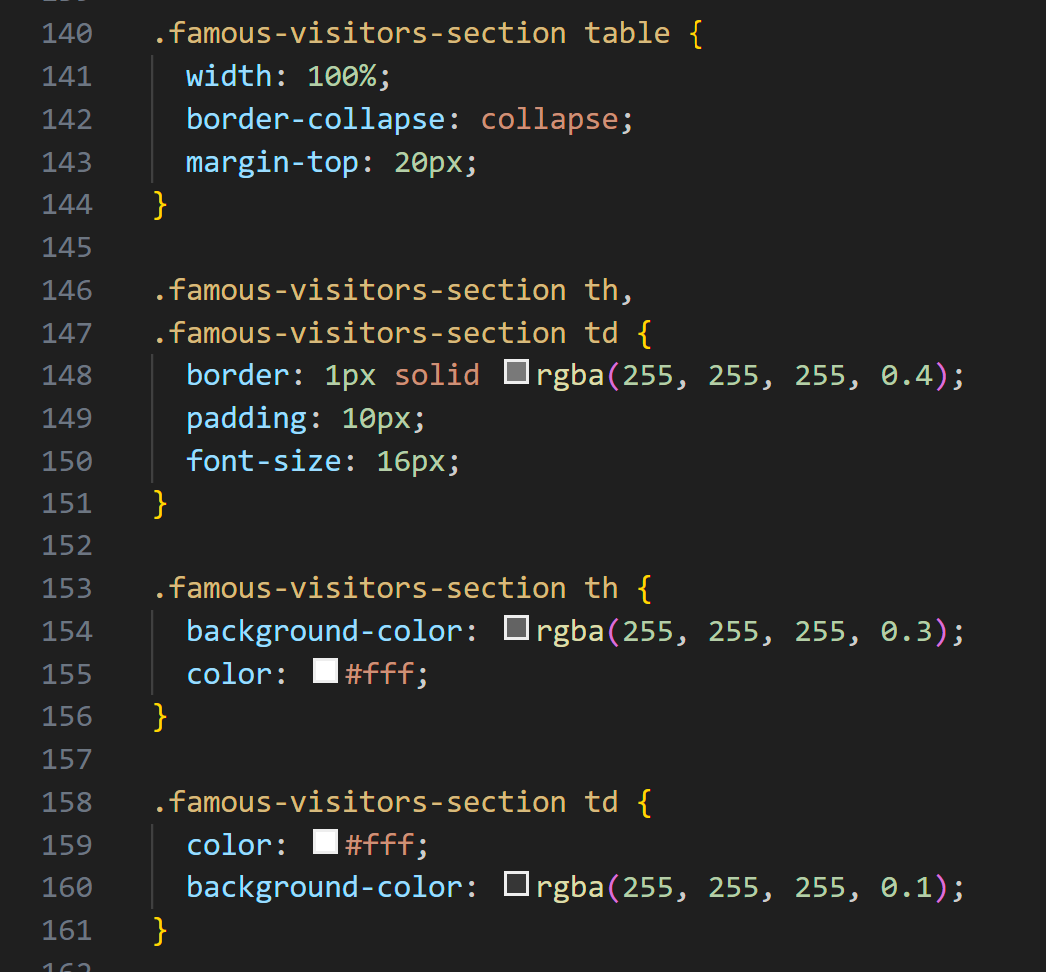 140 .famous-visitors-section table {
141   width: 100%;
142   border-collapse: collapse;
143   margin-top: 20px;
144 }
145
146 .famous-visitors-section th,
147 .famous-visitors-section td {
148   border: 1px solid rgba(255, 255, 255, 0.4);
149   padding: 10px;
150   font-size: 16px;
151 }
152
153 .famous-visitors-section th {
154   background-color: rgba(255, 255, 255, 0.3);
155   color: #fff;
156 }
157
158 .famous-visitors-section td {
159   color: #fff;
160   background-color: rgba(255, 255, 255, 0.1);
161 }